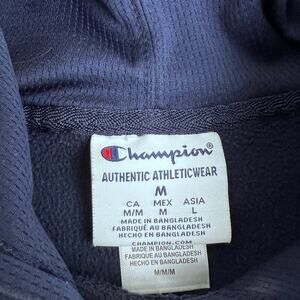 Champion
AUTHENTIC ATHLETICWEAR
M
CA MEX ASIA
M/M M L
MADE IN BANGLADESH
FABRIQUÉ AU BANGLADESH
HECHO EN BANGLADESH
CHAMPION.COM
MADE IN BANGLADESH
FABRIQUÉ AU BANGLADESH
HECHO EN BANGLADESH
M/M/M